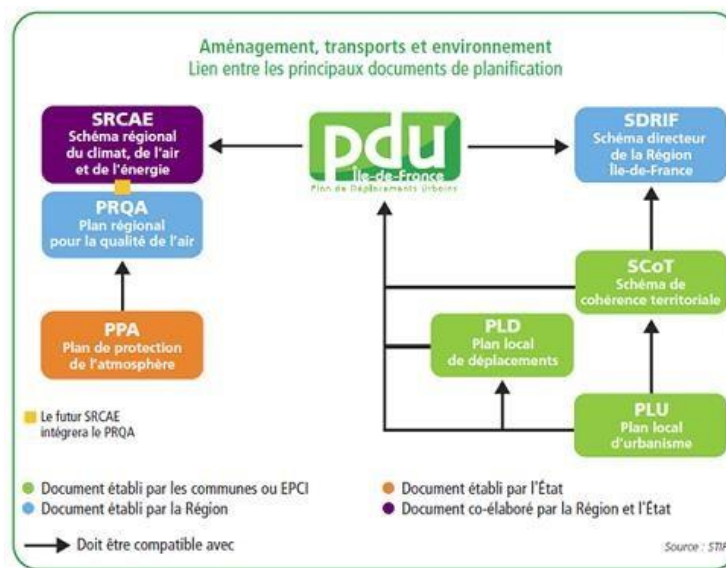 Aménagement, transports et environnement
Lien entre les principaux documents de planification
SRCAE
Schéma régional
du climat, de l'air
et de l'énergie
PRQA
Plan régional
pour la qualité de l'air
PPA
Plan de protection
de l'atmosphère
Le futur SRCAE
intégrera le PRQA
pdu
Île-de-France
Plan de Déplacements Urbains
SDRIF
Schéma directeur
de la Région
Île-de-France
SCoT
Schéma de
cohérence territoriale
PLD
Plan local
de déplacements
PLU
Plan local
d'urbanisme
Document établi par les communes ou EPCI
Document établi par l'État
Document établi par la Région
Document co-élaboré par la Région et l'État
Doit être compatible avec
Source : STIF